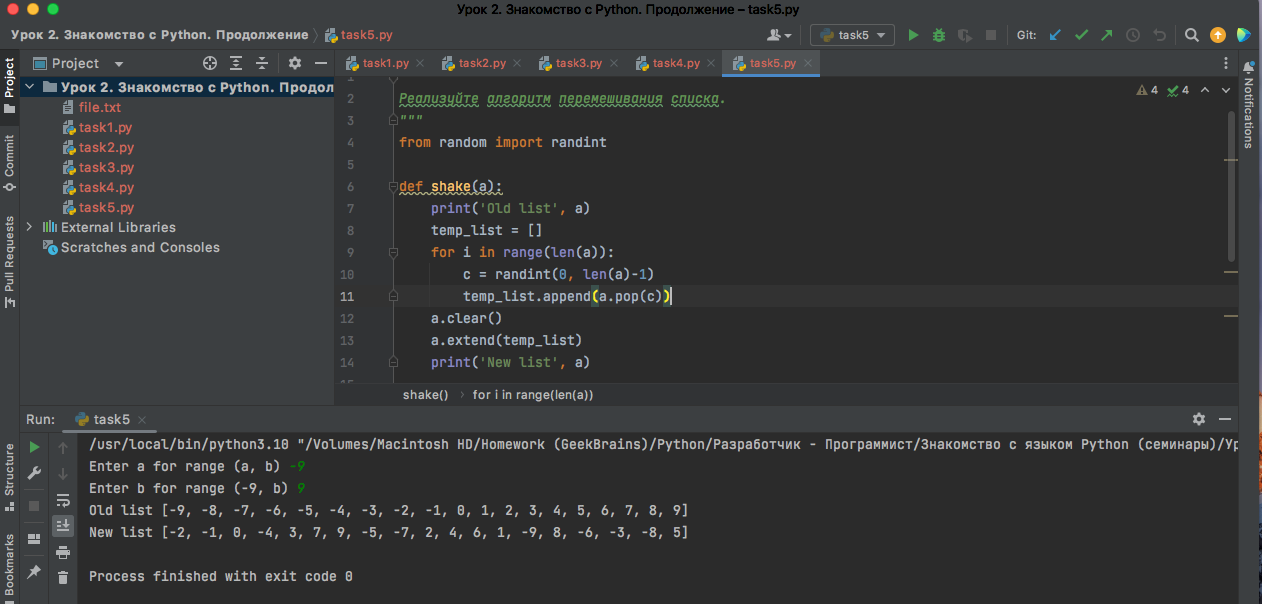 Урок 2. Знакомство с Python. Продолжение – task5.py
Урок 2. Знакомство с Python. Продолжение
task5.py
task5
Git:
Project
Project
task1.py
task2.py
task3.py
task4.py
task5.py
Notifications
Урок 2. Знакомство с Python. Продол
file.txt
task1.py
task2.py
task3.py
task4.py
task5.py
External Libraries
Scratches and Consoles
Commit
Pull Requests
4 4
2 Реализуйте алгоритм перемешивания списка.
3 """
4 from random import randint
5
6 def shake(a):
7 print('Old list', a)
8 temp_list = []
9 for i in range(len(a)):
10 c = randint(0, len(a)-1)
11 temp_list.append(a.pop(c))
12 a.clear()
13 a.extend(temp_list)
14 print('New list', a)
shake() for i in range(len(a))
Run: task5
/usr/local/bin/python3.10 "/Volumes/Macintosh HD/Homework (GeekBrains)/Python/Разработчик - Программист/Знакомство с языком Python (семинары)/Ур
Enter a for range (a, b) -9
Enter b for range (-9, b) 9
Old list [-9, -8, -7, -6, -5, -4, -3, -2, -1, 0, 1, 2, 3, 4, 5, 6, 7, 8, 9]
New list [-2, -1, 0, -4, 3, 7, 9, -5, -7, 2, 4, 6, 1, -9, 8, -6, -3, -8, 5]
Process finished with exit code 0
Structure
Bookmarks